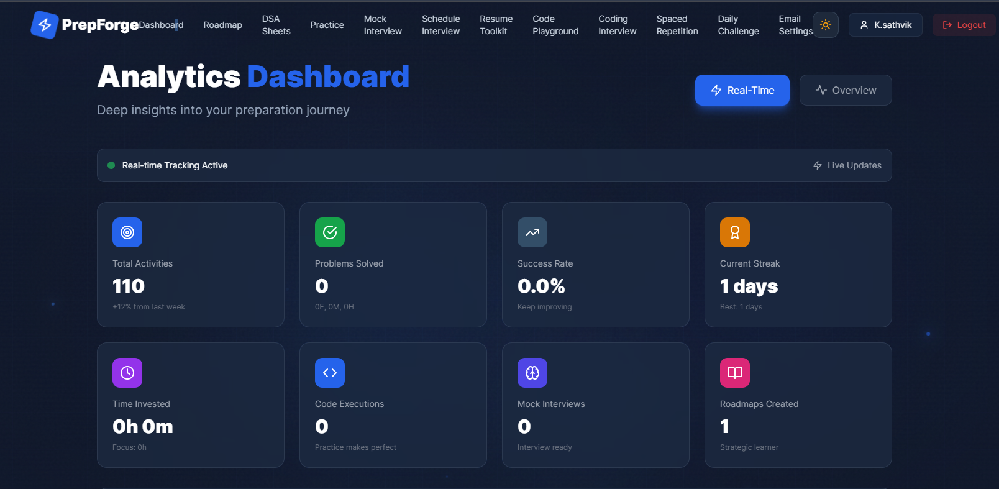 PrepForge
Dashboard
Roadmap
DSA
Sheets
Practice
Mock
Interview
Schedule
Interview
Resume
Toolkit
Code
Playground
Coding
Interview
Spaced
Repetition
Daily
Challenge
Email
Settings
K.sathvik
Logout
Analytics Dashboard
Deep insights into your preparation journey
Real-Time
Overview
Real-time Tracking Active
Live Updates
Total Activities
110
+12% from last week
Problems Solved
0
0E, 0M, 0H
Success Rate
0.0%
Keep improving
Current Streak
1 days
Best: 1 days
Time Invested
0h 0m
Focus: 0h
Code Executions
0
Practice makes perfect
Mock Interviews
0
Interview ready
Roadmaps Created
1
Strategic learner